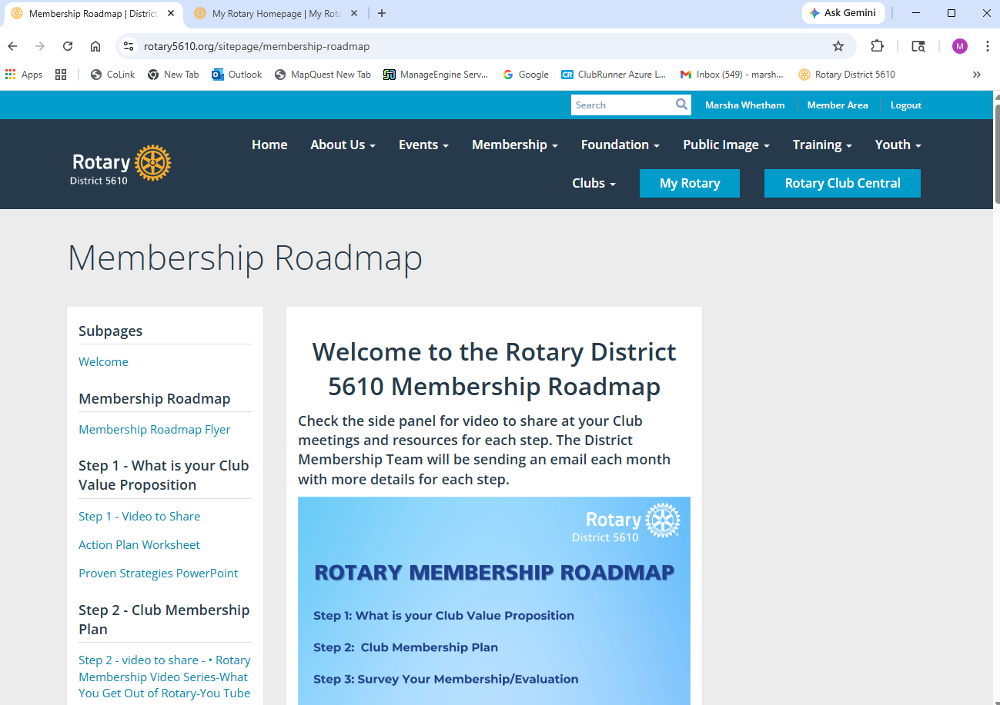 Membership Roadmap | District
My Rotary Homepage | My Rota
Ask Gemini
rotary5610.org/sitepage/membership-roadmap
M
Apps
CoLink
New Tab
Outlook
MapQuest New Tab
ManageEngine Serv...
Google
CR
ClubRunner Azure L...
Inbox (549) - marsh...
Rotary District 5610
Search
Marsha Whetham
Member Area
Logout
Home
About Us
Events
Membership
Foundation
Public Image
Training
Youth
Rotary
District 5610
Clubs
My Rotary
Rotary Club Central
Membership Roadmap
Subpages
Welcome
Membership Roadmap
Membership Roadmap Flyer
Step 1 - What is your Club
Value Proposition
Step 1 - Video to Share
Action Plan Worksheet
Proven Strategies PowerPoint
Step 2 - Club Membership
Plan
Step 2 - video to share - • Rotary
Membership Video Series-What
You Get Out of Rotary-You Tube
Welcome to the Rotary District
5610 Membership Roadmap
Check the side panel for video to share at your Club
meetings and resources for each step. The District
Membership Team will be sending an email each month
with more details for each step.
Rotary
District 5610
ROTARY MEMBERSHIP ROADMAP
Step 1: What is your Club Value Proposition
Step 2: Club Membership Plan
Step 3: Survey Your Membership/Evaluation